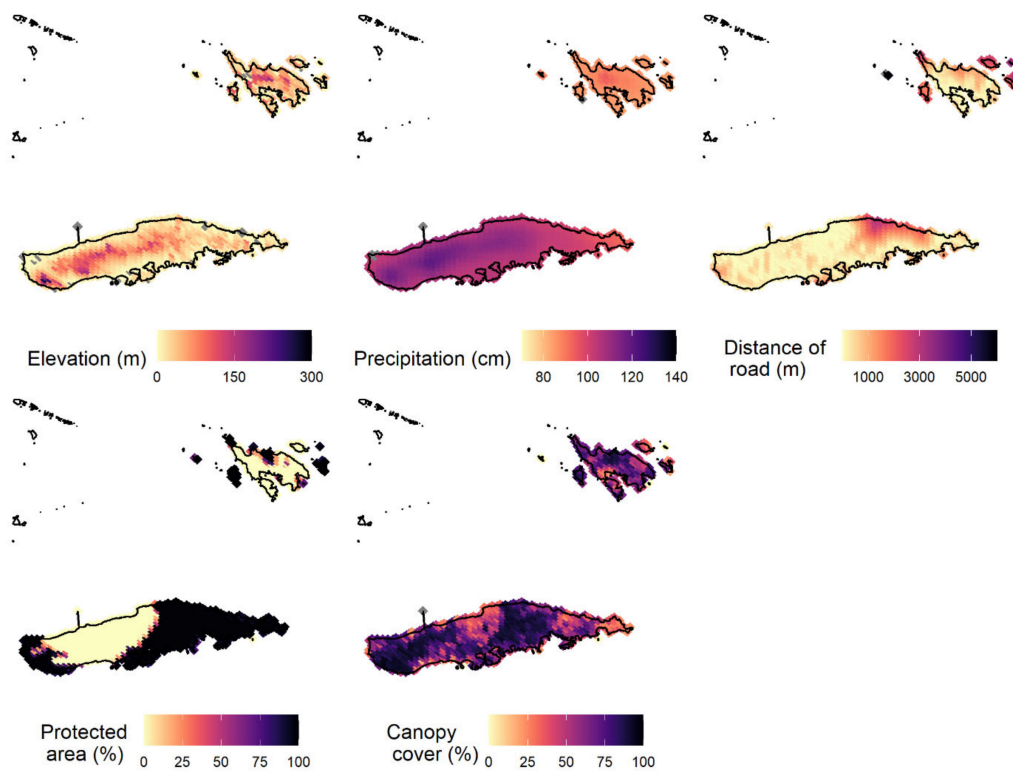 Elevation (m)
0 150 300
Precipitation (cm)
80 100 120 140
Distance of
road (m)
1000 3000 5000
Protected
area (%)
0 25 50 75 100
Canopy
cover (%)
0 25 50 75 100